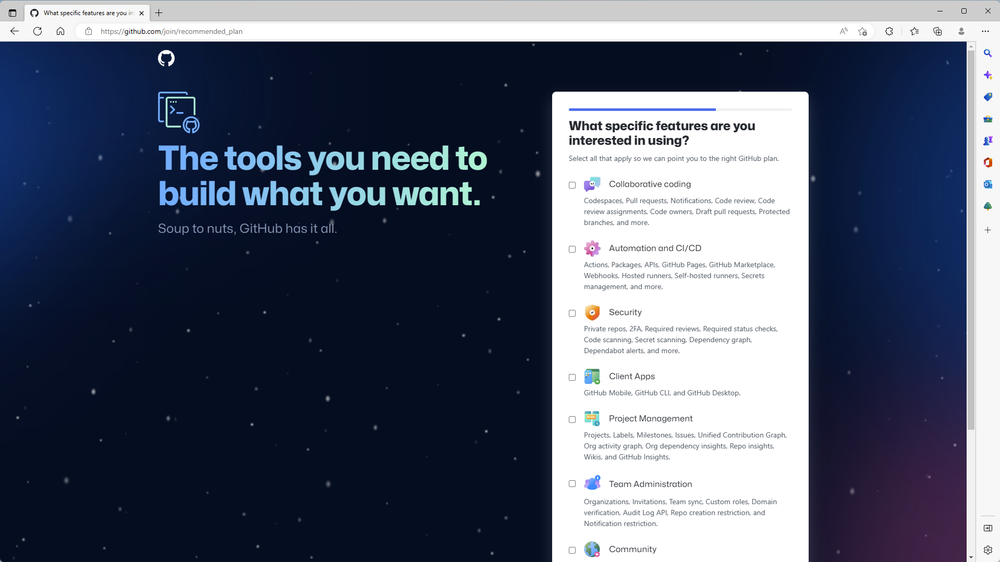 What specific features are you in
https://github.com/join/recommended_plan
The tools you need to
build what you want.
Soup to nuts, GitHub has it all.
What specific features are you
interested in using?
Select all that apply so we can point you to the right GitHub plan.
Collaborative coding
Codespaces, Pull requests, Notifications, Code review, Code
review assignments, Code owners, Draft pull requests, Protected
branches, and more.
Automation and CI/CD
Actions, Packages, APIs, GitHub Pages, GitHub Marketplace,
Webhooks, Hosted runners, Self-hosted runners, Secrets
management, and more.
Security
Private repos, 2FA, Required reviews, Required status checks,
Code scanning, Secret scanning, Dependency graph,
Dependabot alerts, and more.
Client Apps
GitHub Mobile, GitHub CLI, and GitHub Desktop.
Project Management
Projects, Labels, Milestones, Issues, Unified Contribution Graph,
Org activity graph, Org dependency insights, Repo insights,
Wikis, and GitHub Insights.
Team Administration
Organizations, Invitations, Team sync, Custom roles, Domain
verification, Audit Log API, Repo creation restriction, and
Notification restriction.
Community